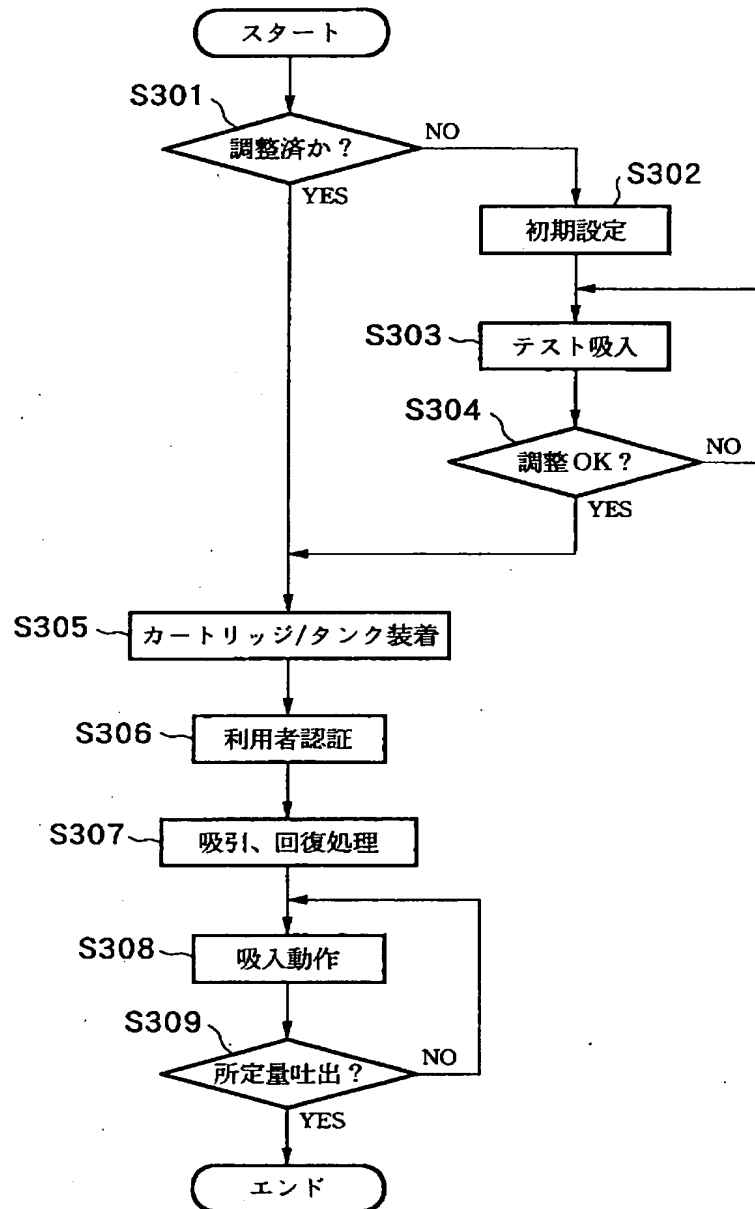 スタート
S301
調整済か?
NO
YES
S302
初期設定
S303
テスト吸入
S304
調整OK?
NO
YES
S305
カートリッジ/タンク装着
S306
利用者認証
S307
吸引、回復処理
S308
吸入動作
S309
所定量吐出?
NO
YES
エンド